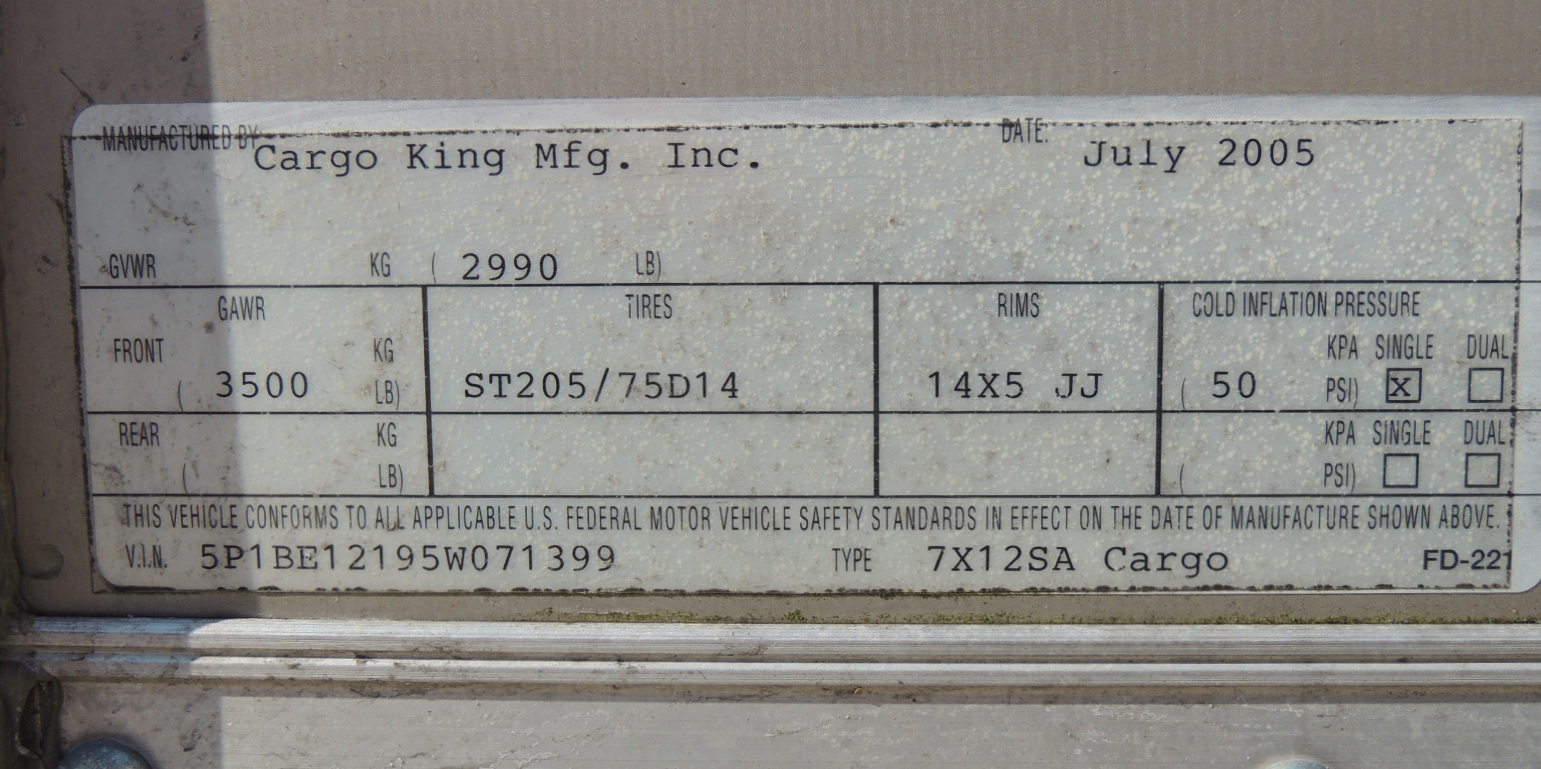 MANUFACTURED BY: Cargo King Mfg. Inc. DATE: July 2005
GVWR KG ( 2990 LB)
GAWR TIRES RIMS COLD INFLATION PRESSURE
FRONT KG KPA SINGLE DUAL
( 3500 LB) ST205/75D14 14X5 JJ ( 50 PSI) X
REAR KG KPA SINGLE DUAL
( LB) ( PSI)
THIS VEHICLE CONFORMS TO ALL APPLICABLE U.S. FEDERAL MOTOR VEHICLE SAFETY STANDARDS IN EFFECT ON THE DATE OF MANUFACTURE SHOWN ABOVE.
V.I.N. 5P1BE12195W071399 TYPE 7X12SA Cargo FD-221